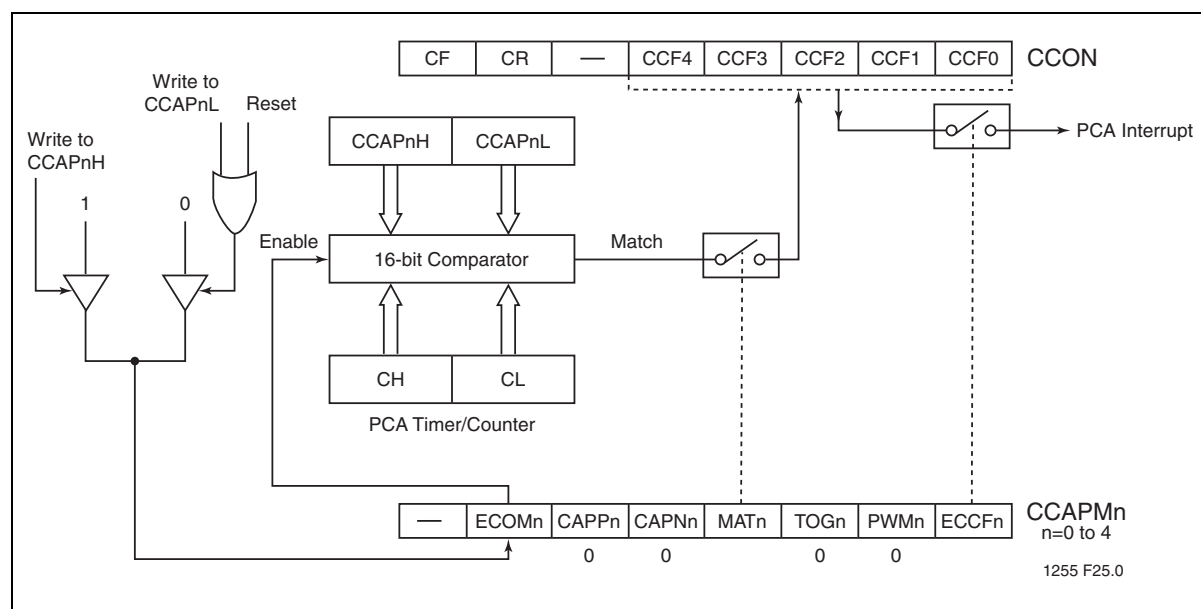 CF CR — CCF4 CCF3 CCF2 CCF1 CCF0 CCON
Write to
CCAPnL
Reset
Write to
CCAPnH
CCAPnH CCAPnL
PCA Interrupt
1 0
Enable
16-bit Comparator
Match
CH CL
PCA Timer/Counter
— ECOMn CAPPn CAPNn MATn TOGn PWMn ECCFn CCAPMn
n=0 to 4
0 0 0 0
1255 F25.0